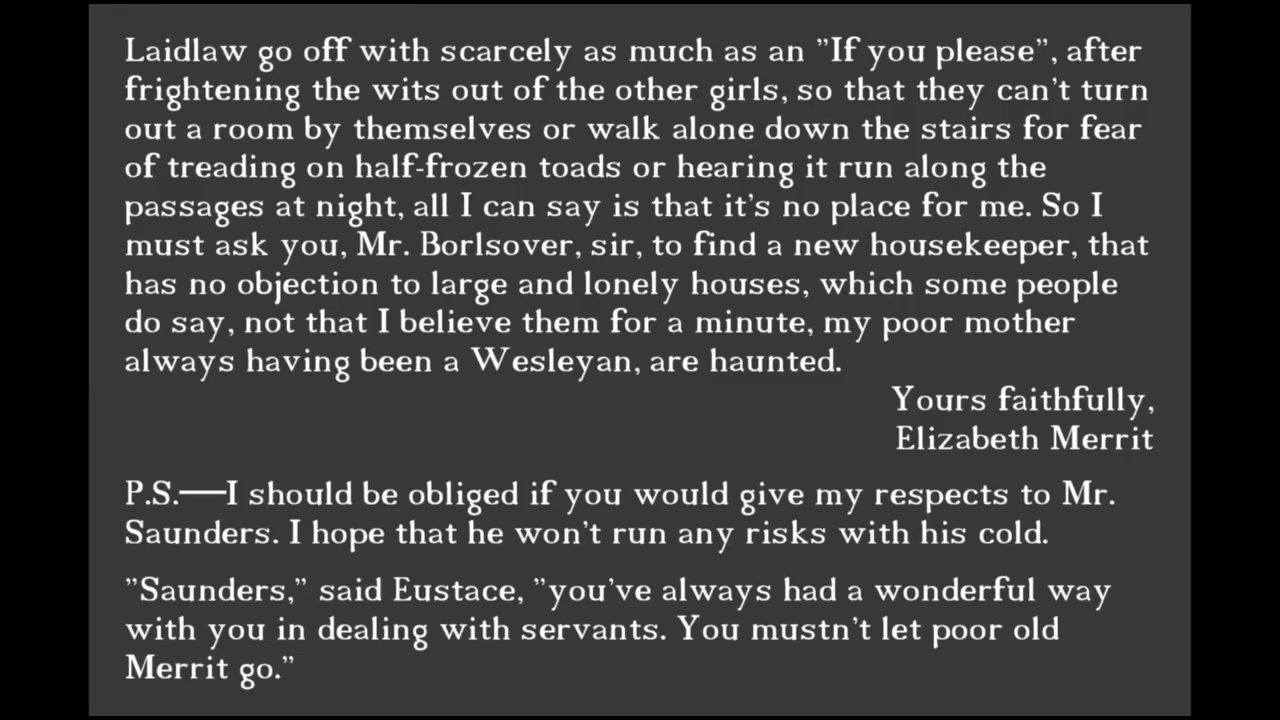 Laidlaw go off with scarcely as much as an ”If you please”, after
frightening the wits out of the other girls, so that they can’t turn
out a room by themselves or walk alone down the stairs for fear
of treading on half-frozen toads or hearing it run along the
passages at night, all I can say is that it’s no place for me. So I
must ask you, Mr. Borlsover, sir, to find a new housekeeper, that
has no objection to large and lonely houses, which some people
do say, not that I believe them for a minute, my poor mother
always having been a Wesleyan, are haunted.
Yours faithfully,
Elizabeth Merrit
P.S.—I should be obliged if you would give my respects to Mr.
Saunders. I hope that he won’t run any risks with his cold.
”Saunders,” said Eustace, ”you’ve always had a wonderful way
with you in dealing with servants. You mustn’t let poor old
Merrit go.”